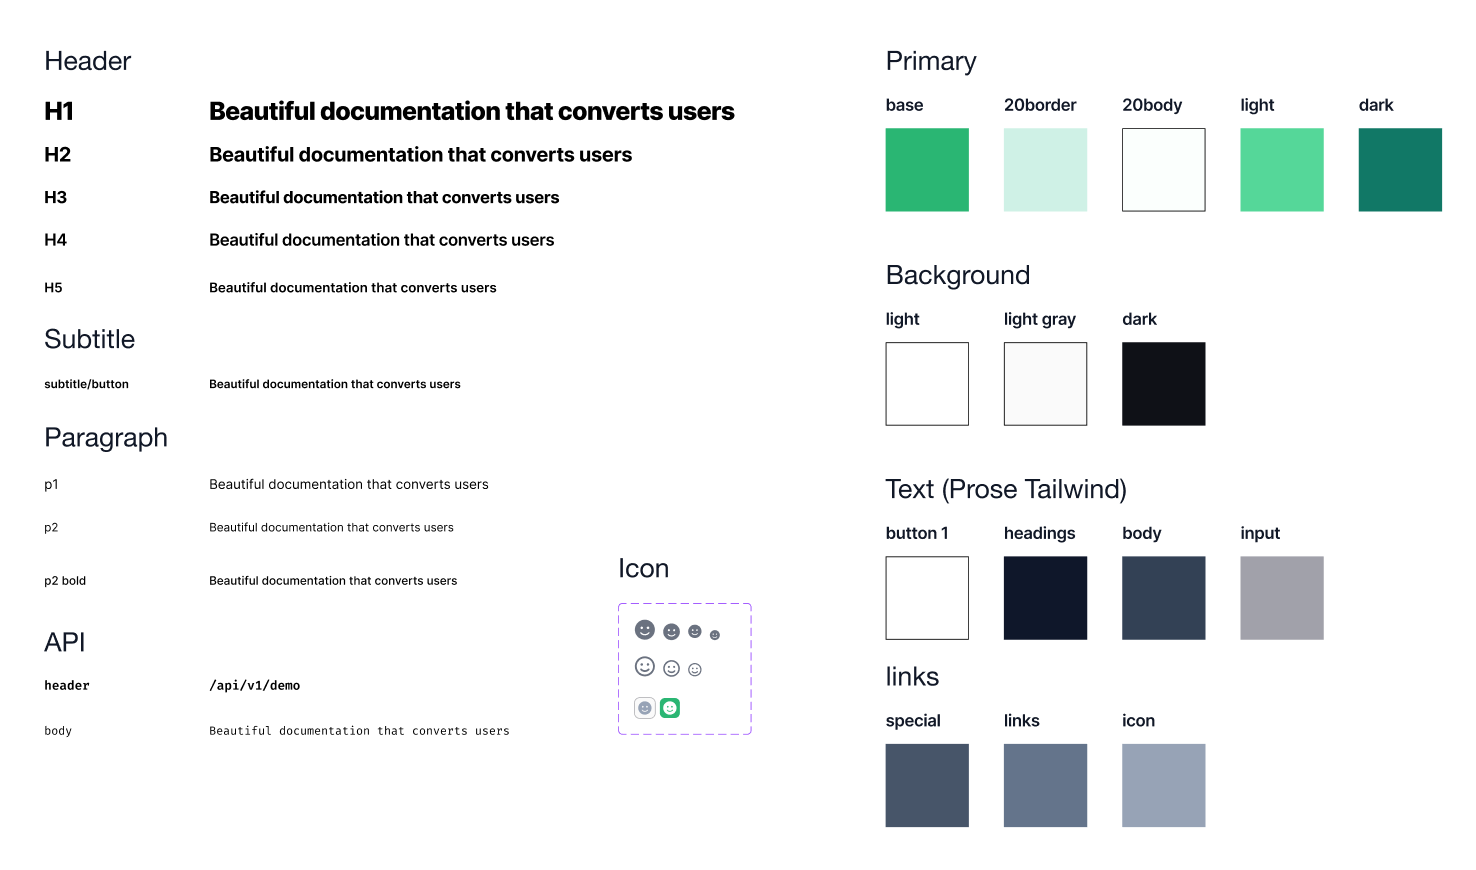 Header
H1 Beautiful documentation that converts users
H2 Beautiful documentation that converts users
H3 Beautiful documentation that converts users
H4 Beautiful documentation that converts users
H5 Beautiful documentation that converts users
Subtitle
subtitle/button Beautiful documentation that converts users
Paragraph
p1 Beautiful documentation that converts users
p2 Beautiful documentation that converts users
p2 bold Beautiful documentation that converts users
API
header /api/v1/demo
body Beautiful documentation that converts users
Icon
Primary
base 20border 20body light dark
Background
light light gray dark
Text (Prose Tailwind)
button 1 headings body input
links
special links icon